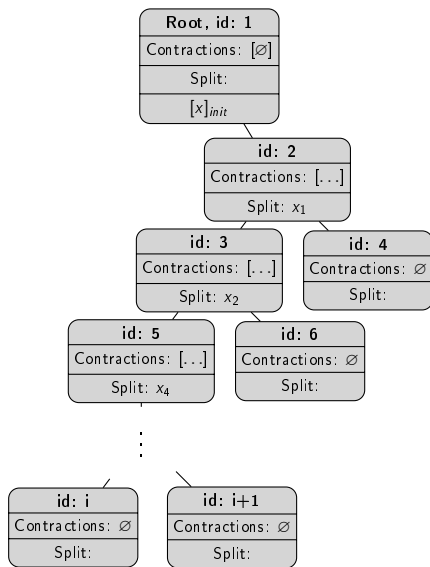 Root, id: 1
Contractions: [∅]
Split:
[x]init
id: 2
Contractions: [...]
Split: x1
id: 3
Contractions: [...]
Split: x2
id: 4
Contractions: ∅
Split:
id: 5
Contractions: [...]
Split: x4
id: 6
Contractions: ∅
Split:
id: i
Contractions: ∅
Split:
id: i+1
Contractions: ∅
Split: